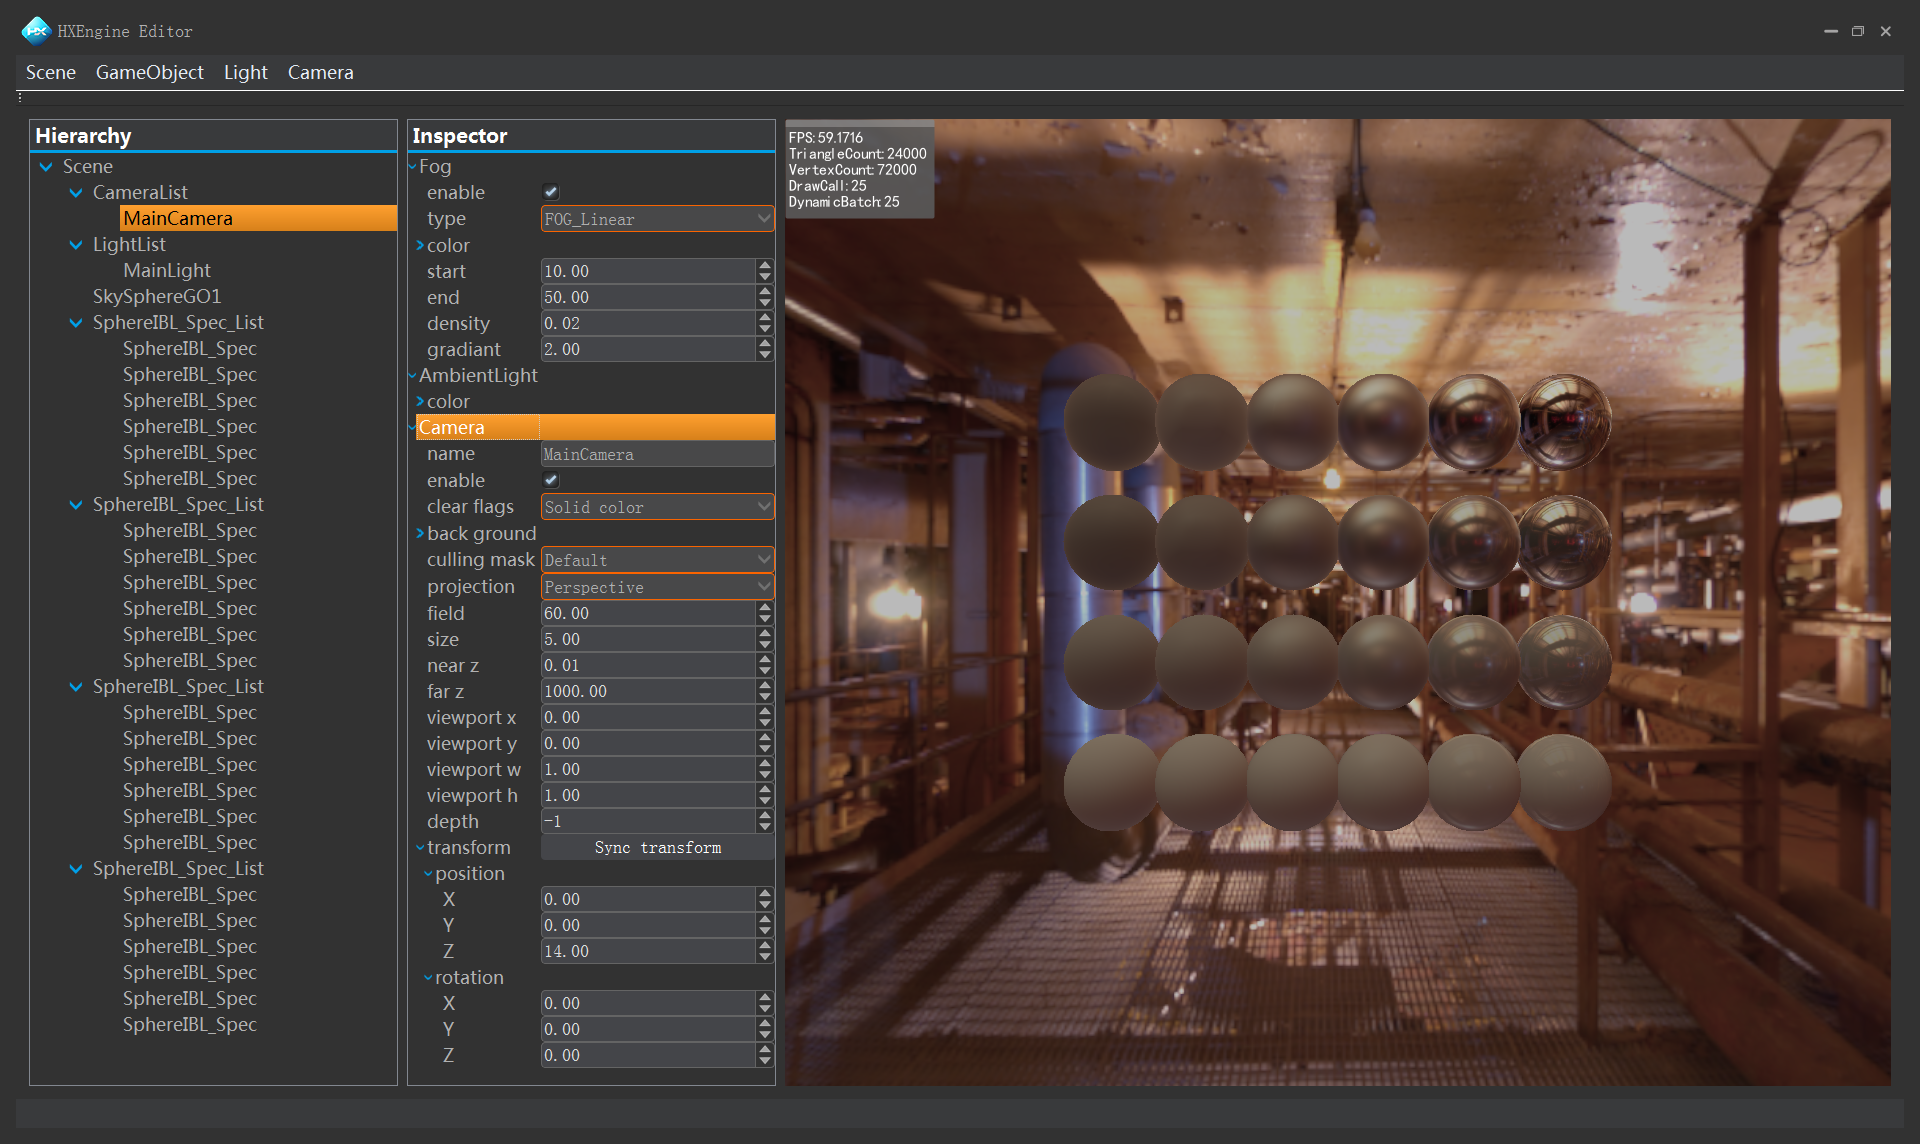 HXEngine Editor
Scene GameObject Light Camera
Hierarchy
Scene
CameraList
MainCamera
LightList
MainLight
SkySphereGO1
SphereIBL_Spec_List
SphereIBL_Spec
SphereIBL_Spec
SphereIBL_Spec
SphereIBL_Spec
SphereIBL_Spec
SphereIBL_Spec
SphereIBL_Spec_List
SphereIBL_Spec
SphereIBL_Spec
SphereIBL_Spec
SphereIBL_Spec
SphereIBL_Spec
SphereIBL_Spec
SphereIBL_Spec_List
SphereIBL_Spec
SphereIBL_Spec
SphereIBL_Spec
SphereIBL_Spec
SphereIBL_Spec
SphereIBL_Spec
SphereIBL_Spec_List
SphereIBL_Spec
SphereIBL_Spec
SphereIBL_Spec
SphereIBL_Spec
SphereIBL_Spec
SphereIBL_Spec
Inspector
Fog
enable
type FOG_Linear
color
start 10.00
end 50.00
density 0.02
gradiant 2.00
AmbientLight
color
Camera
name MainCamera
enable
clear flags Solid color
back ground
culling mask Default
projection Perspective
field 60.00
size 5.00
near z 0.01
far z 1000.00
viewport x 0.00
viewport y 0.00
viewport w 1.00
viewport h 1.00
depth -1
transform Sync transform
position
X 0.00
Y 0.00
Z 14.00
rotation
X 0.00
Y 0.00
Z 0.00
FPS: 59.1716
TriangleCount: 24000
VertexCount: 72000
DrawCall: 25
DynamicBatch: 25